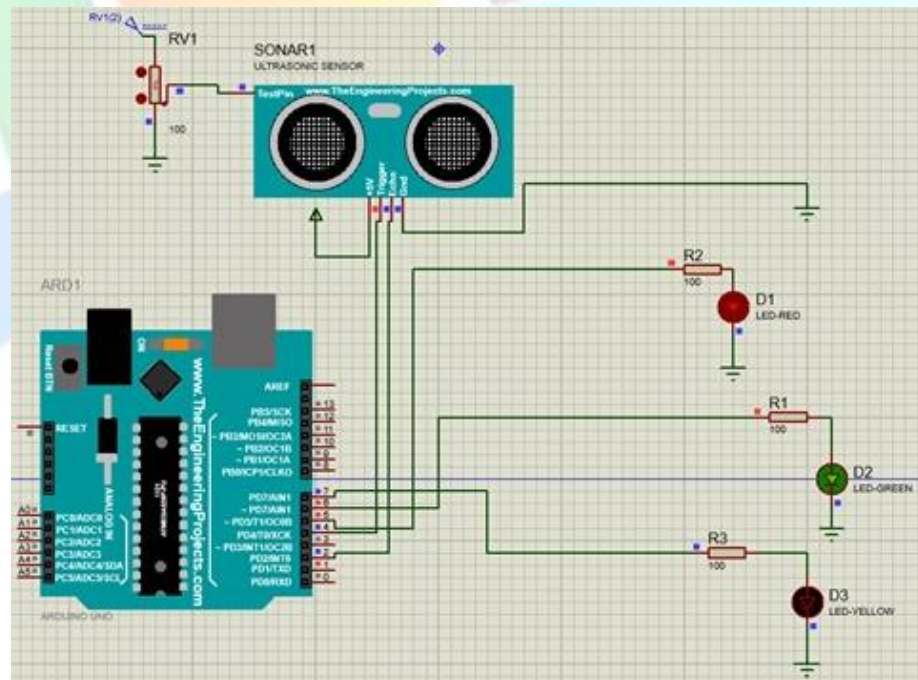 RV1(2)
RV1
100
SONAR1
ULTRASONIC SENSOR
TestPin
www.TheEngineeringProjects.com
+5V
Trigger
Echo
Gnd
R2
100
D1
LED-RED
R1
100
D2
LED-GREEN
R3
100
D3
LED-YELLOW
ARD1
Reset BTN
ON
www.TheEngineeringProjects.com
AREF
PB5/SCK
13
PB4/MISO
12
~ PB3/MOSI/OC2A
11
~ PB2/OC1B
10
~ PB1/OC1A
9
PB0/ICP1/CLKO
8
RESET
ANALOG IN
PD7/AIN1
7
~ PD7/AIN1
6
~ PD5/T1/OC0B
5
PD4/T0/XCK
4
~ PD3/INT1/OC2B
3
PD2/INT0
2
PD1/TXD
1
PD0/RXD
0
A0
PC0/ADC0
A1
PC1/ADC1
A2
PC2/ADC2
A3
PC3/ADC3
A4
PC4/ADC4/SDA
A5
PC5/ADC5/SCL
ARDUINO UNO